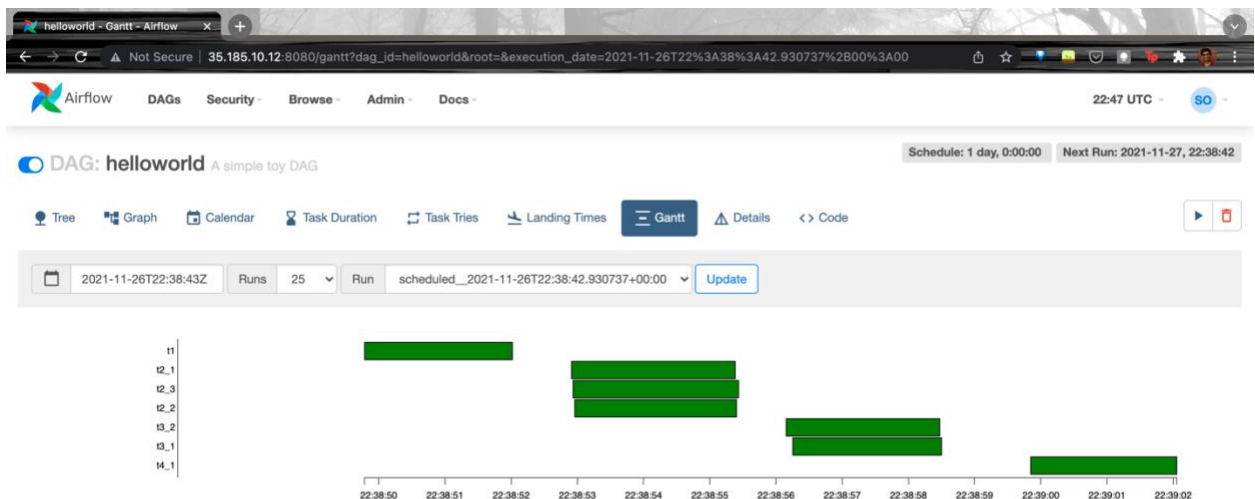 helloworld - Gantt - Airflow
Not Secure | 35.185.10.12:8080/gantt?dag_id=helloworld&root=&execution_date=2021-11-26T22%3A38%3A42.930737%2B00%3A00
Airflow DAGs Security Browse Admin Docs 22:47 UTC SO
DAG: helloworld A simple toy DAG Schedule: 1 day, 0:00:00 Next Run: 2021-11-27, 22:38:42
Tree Graph Calendar Task Duration Task Tries Landing Times Gantt Details <> Code
2021-11-26T22:38:43Z Runs 25 Run scheduled__2021-11-26T22:38:42.930737+00:00 Update
t1
t2_1
t2_3
t2_2
t3_2
t3_1
t4_1
22:38:50 22:38:51 22:38:52 22:38:53 22:38:54 22:38:55 22:38:56 22:38:57 22:38:58 22:38:59 22:39:00 22:39:01 22:39:02